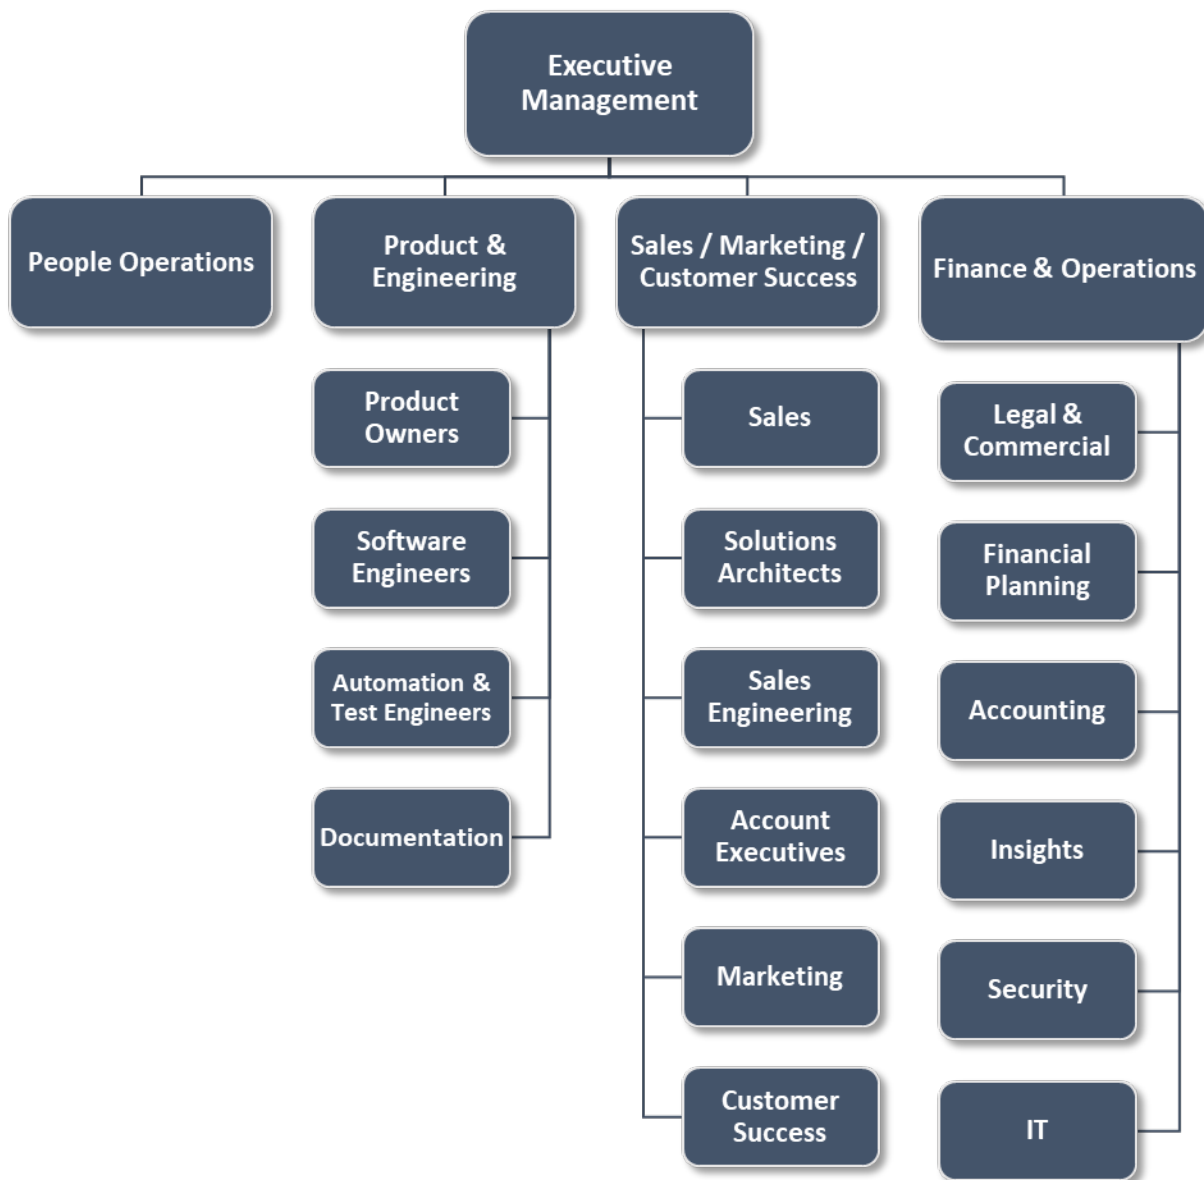 Executive
Management
People Operations
Product &
Engineering
Sales / Marketing /
Customer Success
Finance & Operations
Product
Owners
Software
Engineers
Automation &
Test Engineers
Documentation
Sales
Solutions
Architects
Sales
Engineering
Account
Executives
Marketing
Customer
Success
Legal &
Commercial
Financial
Planning
Accounting
Insights
Security
IT